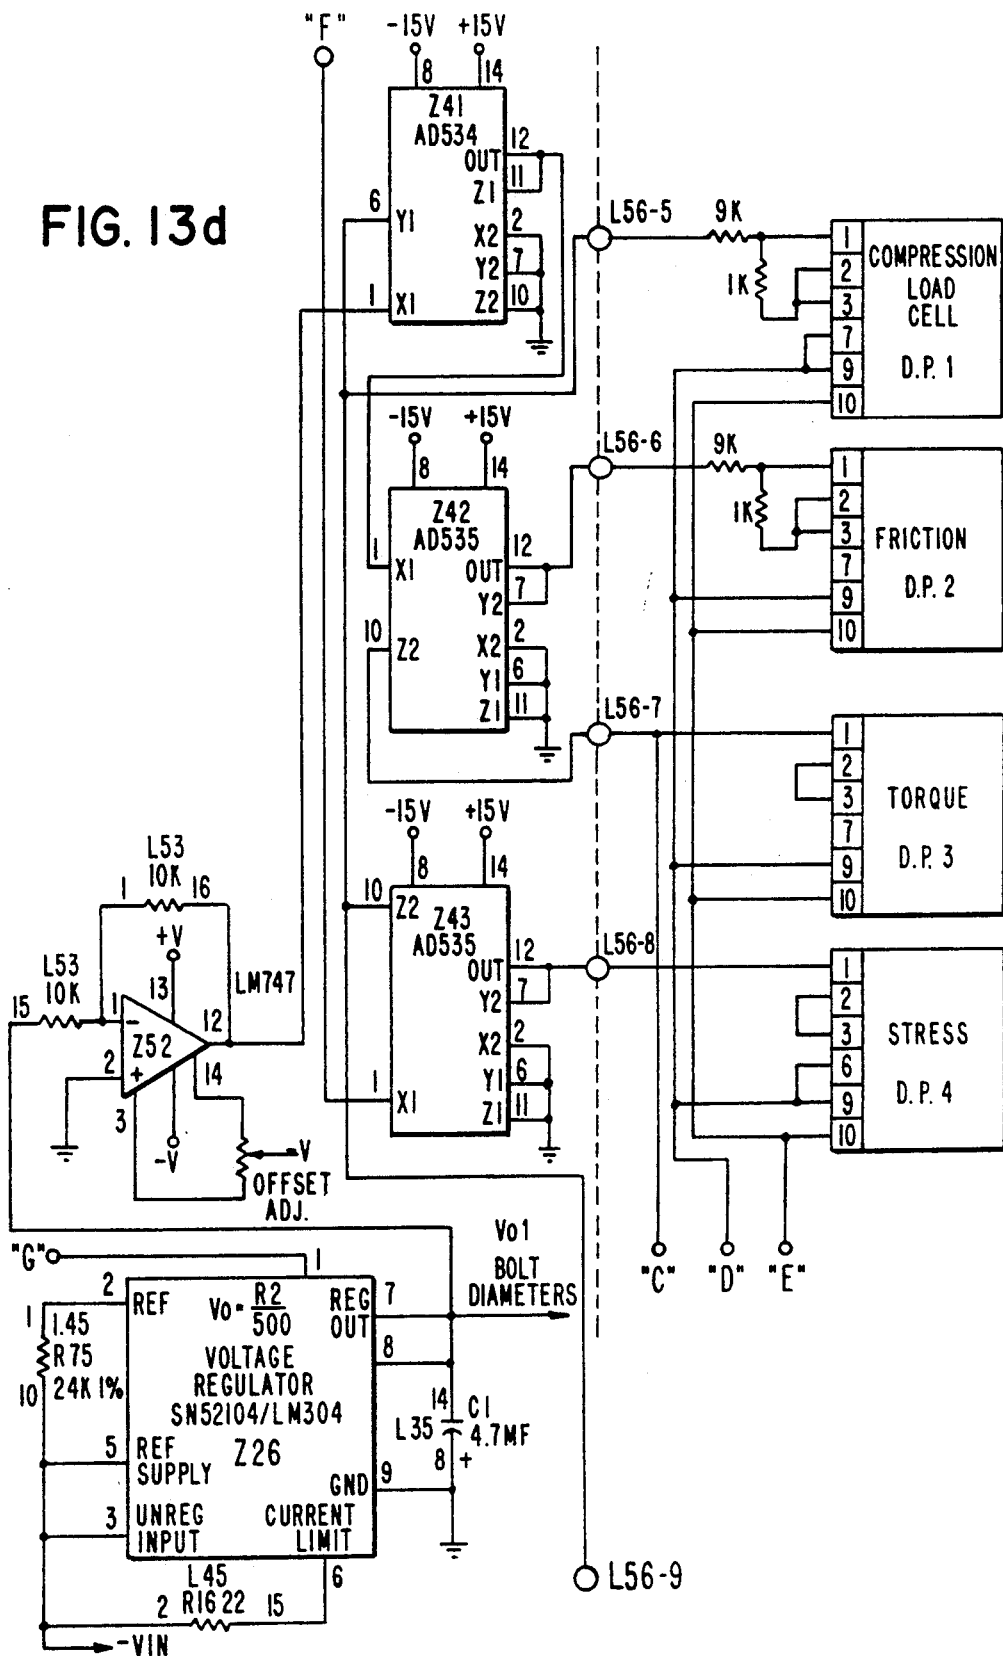 FIG. 13d
"F"
-15V +15V
8 14
Z41
AD534
12
OUT
11
Z1
6
Y1
2
X2
7
Y2
1
X1
10
Z2
L56-5
9K
1K
1
2
3
7
9
10
COMPRESSION
LOAD
CELL
D.P. 1
-15V +15V
8 14
Z42
AD535
1
X1
12
OUT
7
Y2
10
Z2
2
X2
6
Y1
11
Z1
L56-6
9K
1K
1
2
3
7
9
10
FRICTION
D.P. 2
L56-7
1
2
3
7
9
10
TORQUE
D.P. 3
-15V +15V
8 14
10
Z2
Z43
AD535
12
OUT
7
Y2
2
X2
6
Y1
1
X1
11
Z1
L56-8
1
2
3
6
9
10
STRESS
D.P. 4
L53
10K
1 16
+V
L53
10K
13
LM747
15
1
-
12
Z52
2
+
14
3
-V
-V
OFFSET
ADJ.
"C" "D" "E"
Vo1
BOLT
DIAMETERS
"G"
1
2
REF
Vo = R2
500
REG
OUT
7
1
1.45
R75
24K 1%
10
VOLTAGE
REGULATOR
SN52104/LM304
Z26
8
14
L35
C1
4.7MF
8 +
5
REF
SUPPLY
9
GND
3
UNREG
INPUT
CURRENT
LIMIT
6
L45
2 R16 22 15
-VIN
L56-9